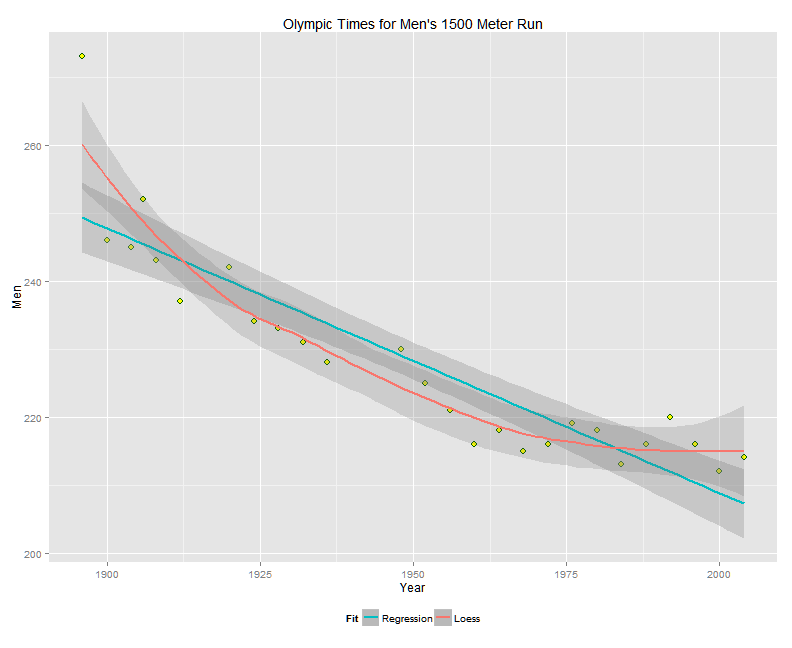 Olympic Times for Men's 1500 Meter Run
Men
260
240
220
200
1900 1925 1950 1975 2000
Year
Fit Regression Loess